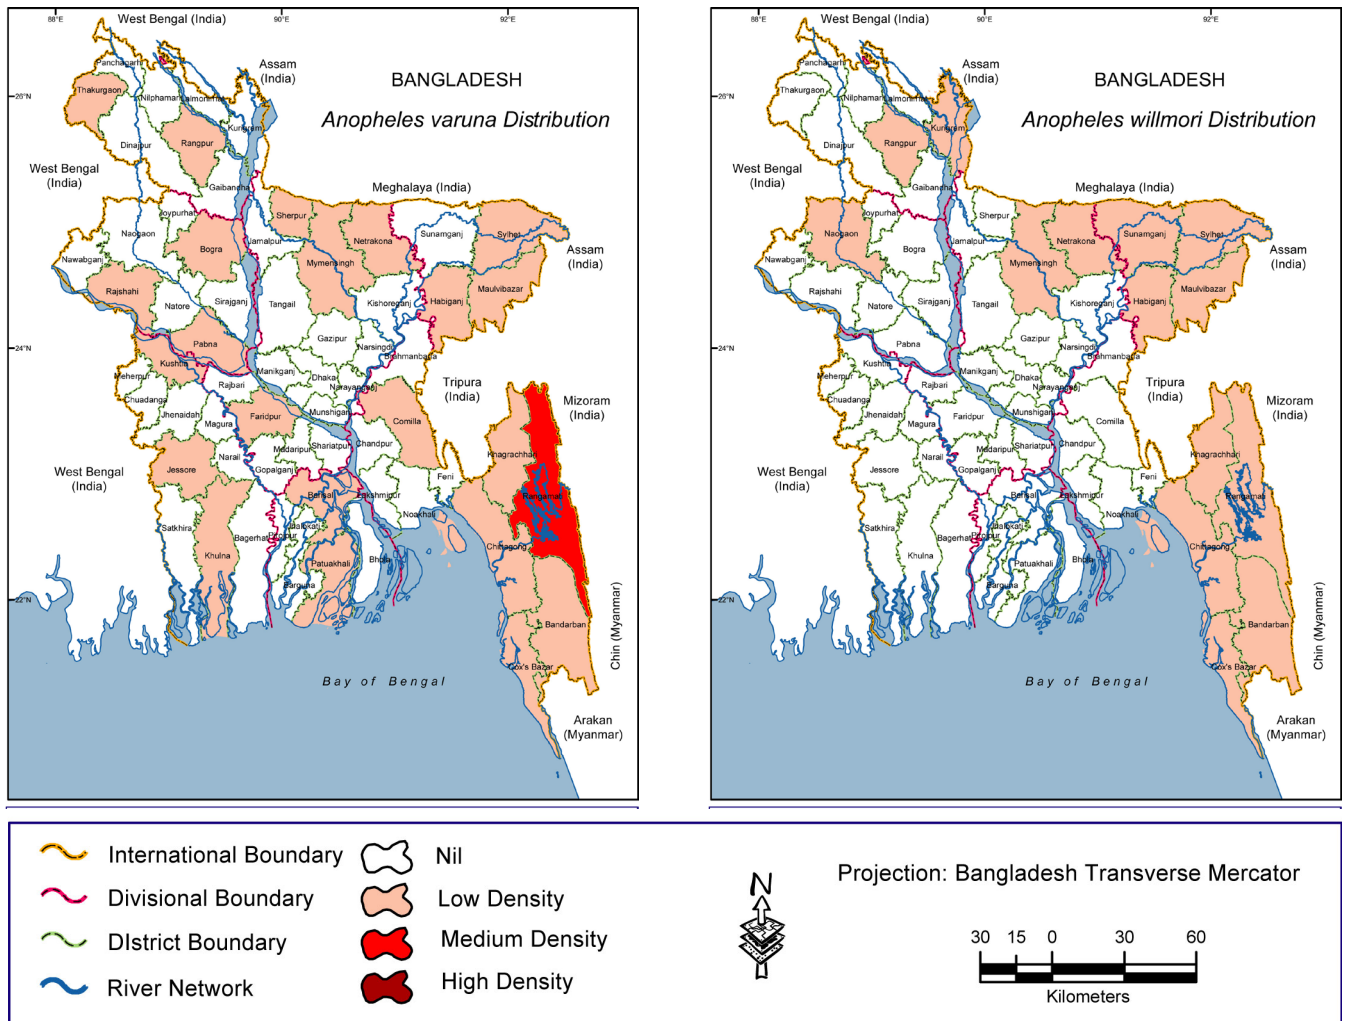 88°E
90°E
92°E
West Bengal (India)
Panchagarh
Assam
(India)
BANGLADESH
Thakurgaon
28°N
Nilphamari
Lalmonirhat
Anopheles varuna Distribution
Kurigram
Dinajpur
Rangpur
West Bengal
(India)
Gaibandha
Meghalaya (India)
Joypurhat
Sherpur
Naogaon
Sunamganj
Sylhet
Bogra
Jamalpur
Netrakona
Assam
(India)
Nawabganj
Mymensingh
Rajshahi
Maulvibazar
Natore
Sirajganj
Tangail
Kishoreganj
Habiganj
Gazipur
24°N
Pabna
Narsingdi
Brahmanbaria
Kushtia
Manikganj
Meherpur
Dhaka
Rajbari
Narayanganj
Tripura
(India)
Mizoram
(India)
Chuadanga
Jhenaidah
Munshiganj
Magura
Faridpur
Comilla
Shariatpur
Chandpur
Madaripur
Narail
Khagrachhari
West Bengal
(India)
Jessore
Gopalganj
Feni
Barisal
Lakshmipur
Rangamati
Noakhali
Satkhira
Jhalokati
Bagerhat
Pirojpur
Chittagong
Khulna
Bhola
Patuakhali
Barguna
22°N
Bandarban
Chin (Myanmar)
Cox's Bazar
Bay of Bengal
Arakan
(Myanmar)
88°E
90°E
92°E
West Bengal (India)
Panchagarh
Assam
(India)
BANGLADESH
Thakurgaon
28°N
Nilphamari
Lalmonirhat
Anopheles willmori Distribution
Kurigram
Dinajpur
Rangpur
West Bengal
(India)
Gaibandha
Meghalaya (India)
Joypurhat
Sherpur
Naogaon
Sunamganj
Sylhet
Bogra
Jamalpur
Netrakona
Assam
(India)
Nawabganj
Mymensingh
Rajshahi
Maulvibazar
Natore
Sirajganj
Tangail
Kishoreganj
Habiganj
Gazipur
24°N
Pabna
Narsingdi
Brahmanbaria
Kushtia
Manikganj
Meherpur
Dhaka
Rajbari
Narayanganj
Tripura
(India)
Mizoram
(India)
Chuadanga
Jhenaidah
Munshiganj
Magura
Faridpur
Comilla
Shariatpur
Chandpur
Madaripur
Narail
Khagrachhari
West Bengal
(India)
Jessore
Gopalganj
Feni
Barisal
Lakshmipur
Rangamati
Noakhali
Satkhira
Jhalokati
Bagerhat
Pirojpur
Chittagong
Khulna
Bhola
Patuakhali
Barguna
22°N
Bandarban
Chin (Myanmar)
Cox's Bazar
Bay of Bengal
Arakan
(Myanmar)
International Boundary
Divisional Boundary
DIstrict Boundary
River Network
Nil
Low Density
Medium Density
High Density
N
Projection: Bangladesh Transverse Mercator
30 15 0 30 60
Kilometers